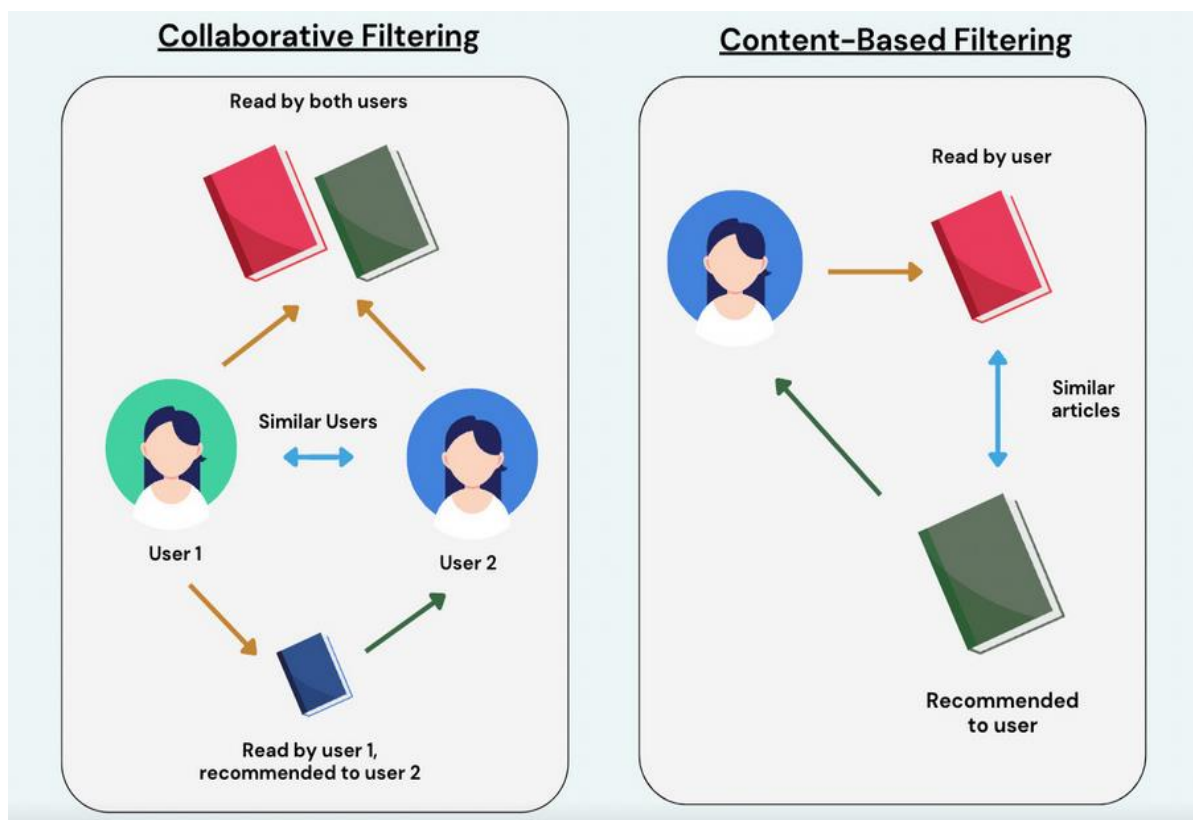 Collaborative Filtering
Read by both users
Similar Users
User 1
User 2
Read by user 1,
recommended to user 2
Content-Based Filtering
Read by user
Similar
articles
Recommended
to user